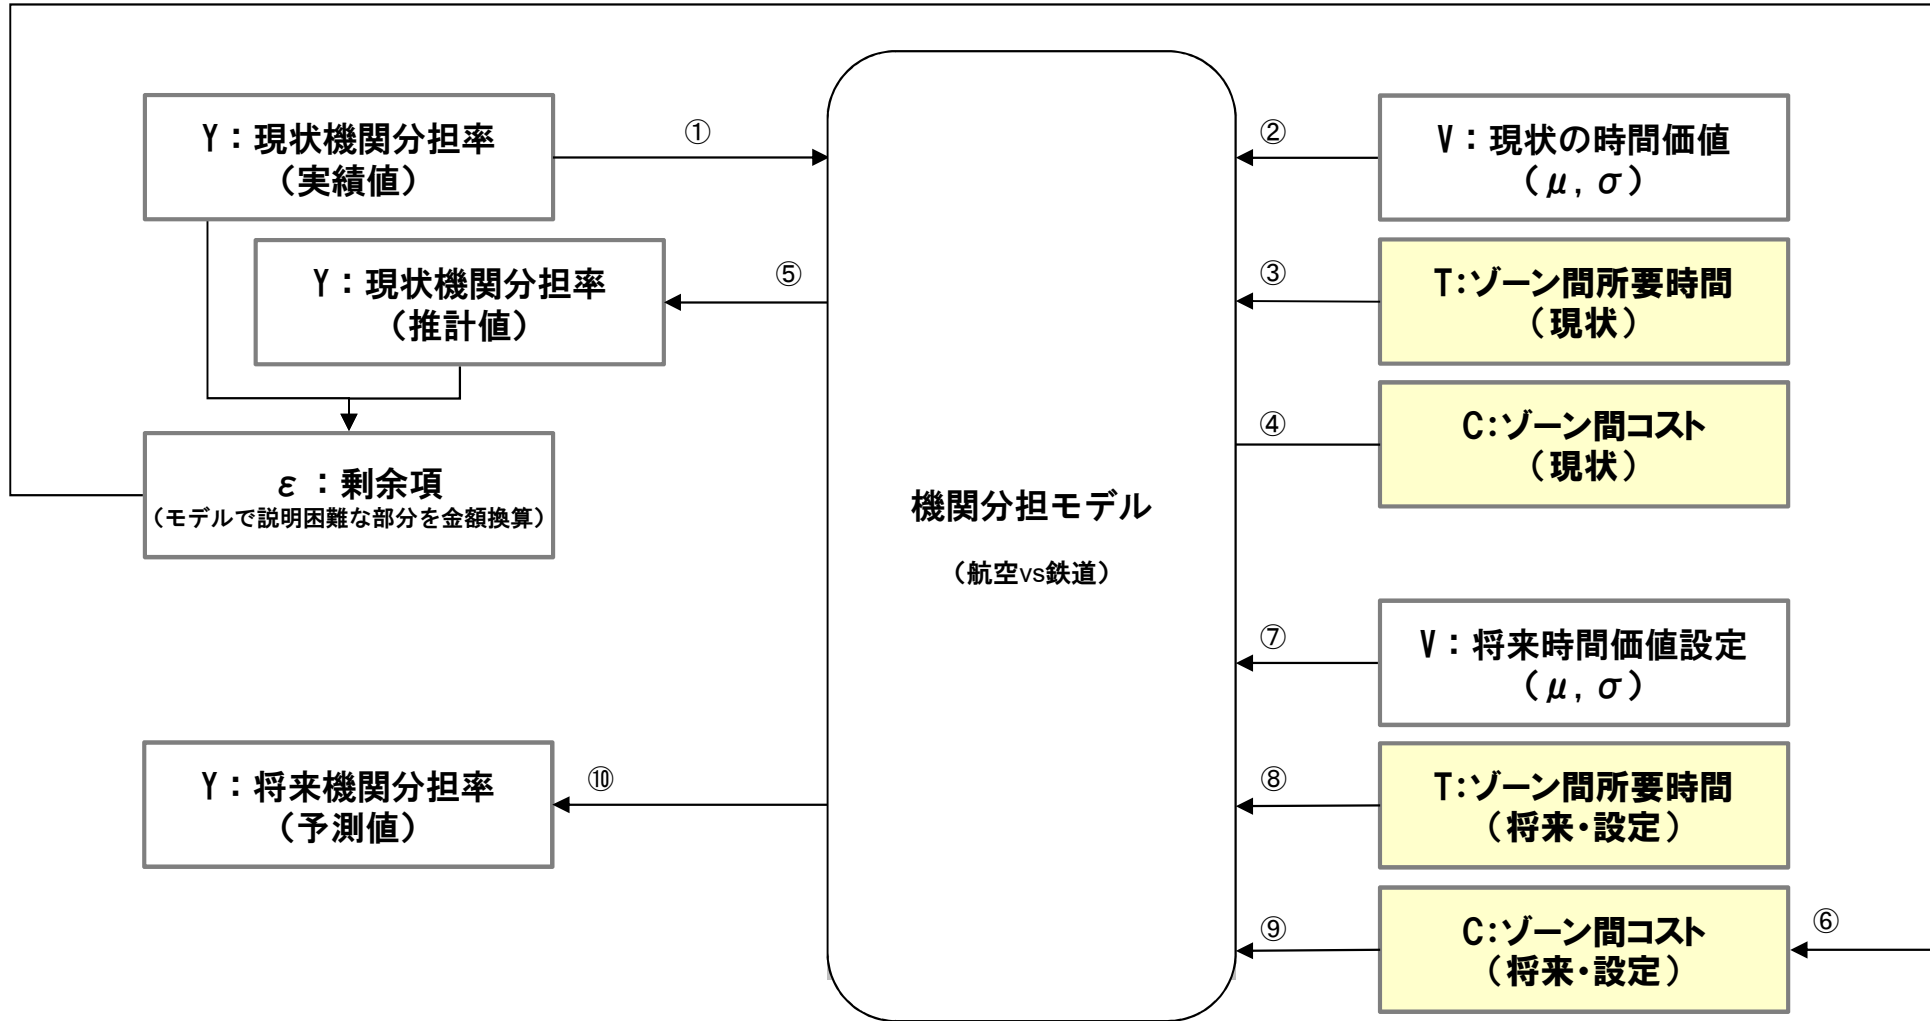 Y：現状機関分担率
（実績値）
①
②
V：現状の時間価値
（μ, σ）
Y：現状機関分担率
（推計値）
⑤
③
T:ゾーン間所要時間
（現状）
④
C:ゾーン間コスト
（現状）
ε：剰余項
（モデルで説明困難な部分を金額換算）
機関分担モデル
（航空vs鉄道）
⑦
V：将来時間価値設定
（μ, σ）
Y：将来機関分担率
（予測値）
⑩
⑧
T:ゾーン間所要時間
（将来・設定）
⑨
C:ゾーン間コスト
（将来・設定）
⑥